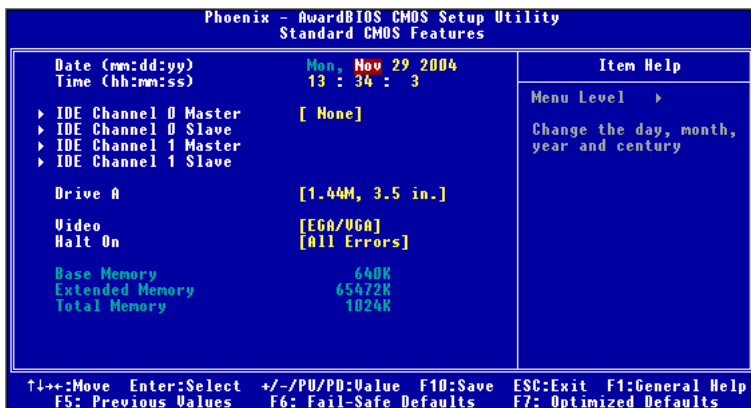 Phoenix - AwardBIOS CMOS Setup Utility
Standard CMOS Features
Date (mm:dd:yy) Mon, Nov 29 2004
Time (hh:mm:ss) 13 : 34 : 3
IDE Channel 0 Master [ None]
IDE Channel 0 Slave
IDE Channel 1 Master
IDE Channel 1 Slave
Drive A [1.44M, 3.5 in.]
Video [EGA/VGA]
Halt On [All Errors]
Base Memory 640K
Extended Memory 65472K
Total Memory 1024K
Item Help
Menu Level ▸
Change the day, month,
year and century
↑↓→←:Move Enter:Select +/-/PU/PD:Value F10:Save ESC:Exit F1:General Help
F5: Previous Values F6: Fail-Safe Defaults F7: Optimized Defaults